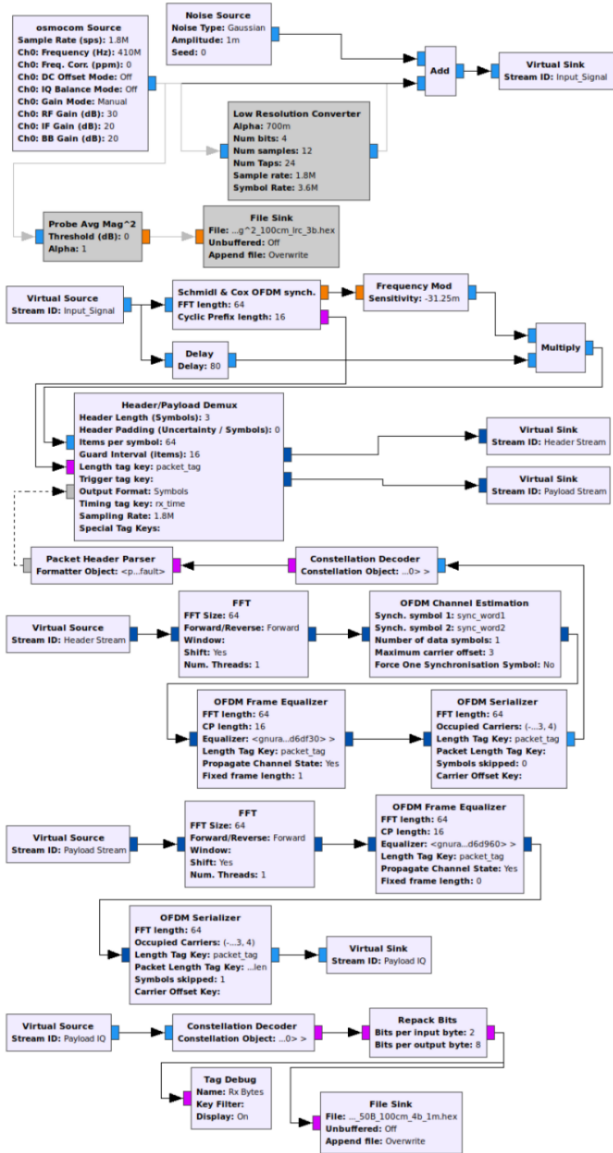 osmocom Source
Sample Rate (sps): 1.8M
Ch0: Frequency (Hz): 410M
Ch0: Freq. Corr. (ppm): 0
Ch0: DC Offset Mode: Off
Ch0: IQ Balance Mode: Off
Ch0: Gain Mode: Manual
Ch0: RF Gain (dB): 30
Ch0: IF Gain (dB): 20
Ch0: BB Gain (dB): 20
Noise Source
Noise Type: Gaussian
Amplitude: 1m
Seed: 0
Add
Virtual Sink
Stream ID: Input_Signal
Low Resolution Converter
Alpha: 700m
Num bits: 4
Num samples: 12
Num Taps: 24
Sample rate: 1.8M
Symbol Rate: 3.6M
Probe Avg Mag^2
Threshold (dB): 0
Alpha: 1
File Sink
File: ...g^2_100cm_lrc_3b.hex
Unbuffered: Off
Append file: Overwrite
Virtual Source
Stream ID: Input_Signal
Schmidl & Cox OFDM synch.
FFT length: 64
Cyclic Prefix length: 16
Frequency Mod
Sensitivity: -31.25m
Delay
Delay: 80
Multiply
Header/Payload Demux
Header Length (Symbols): 3
Header Padding (Uncertainty / Symbols): 0
Items per symbol: 64
Guard Interval (items): 16
Length tag key: packet_tag
Trigger tag key:
Output Format: Symbols
Timing tag key: rx_time
Sampling Rate: 1.8M
Special Tag Keys:
Virtual Sink
Stream ID: Header Stream
Virtual Sink
Stream ID: Payload Stream
Packet Header Parser
Formatter Object: <p...fault>
Constellation Decoder
Constellation Object: ...0> >
Virtual Source
Stream ID: Header Stream
FFT
FFT Size: 64
Forward/Reverse: Forward
Window:
Shift: Yes
Num. Threads: 1
OFDM Channel Estimation
Synch. symbol 1: sync_word1
Synch. symbol 2: sync_word2
Number of data symbols: 1
Maximum carrier offset: 3
Force One Synchronisation Symbol: No
OFDM Frame Equalizer
FFT length: 64
CP length: 16
Equalizer: <gnura...d6df30> >
Length Tag Key: packet_tag
Propagate Channel State: Yes
Fixed frame length: 1
OFDM Serializer
FFT length: 64
Occupied Carriers: (-...3, 4)
Length Tag Key: packet_tag
Packet Length Tag Key:
Symbols skipped: 0
Carrier Offset Key:
Virtual Source
Stream ID: Payload Stream
FFT
FFT Size: 64
Forward/Reverse: Forward
Window:
Shift: Yes
Num. Threads: 1
OFDM Frame Equalizer
FFT length: 64
CP length: 16
Equalizer: <gnura...d6d960> >
Length Tag Key: packet_tag
Propagate Channel State: Yes
Fixed frame length: 0
OFDM Serializer
FFT length: 64
Occupied Carriers: (-...3, 4)
Length Tag Key: packet_tag
Packet Length Tag Key: ...len
Symbols skipped: 1
Carrier Offset Key:
Virtual Sink
Stream ID: Payload IQ
Virtual Source
Stream ID: Payload IQ
Constellation Decoder
Constellation Object: ...0> >
Repack Bits
Bits per input byte: 2
Bits per output byte: 8
Tag Debug
Name: Rx Bytes
Key Filter:
Display: On
File Sink
File: ..._50B_100cm_4b_1m.hex
Unbuffered: Off
Append file: Overwrite